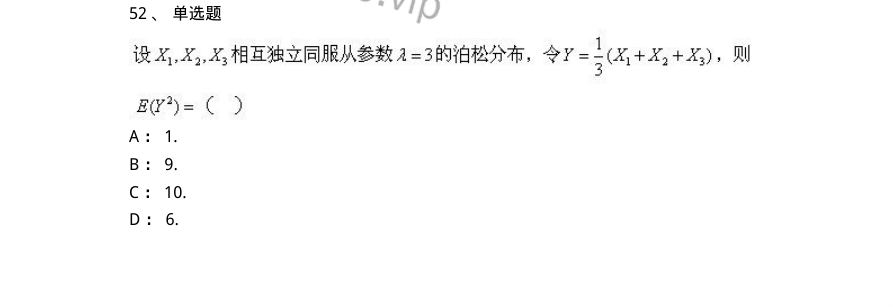 52 、 单选题
设 X₁,X₂,X₃ 相互独立同服从参数 λ=3的泊松分布，令Y=1/3(X₁+X₂+X₃)，则
E(Y²)=（ ）
A： 1.
B： 9.
C： 10.
D： 6.